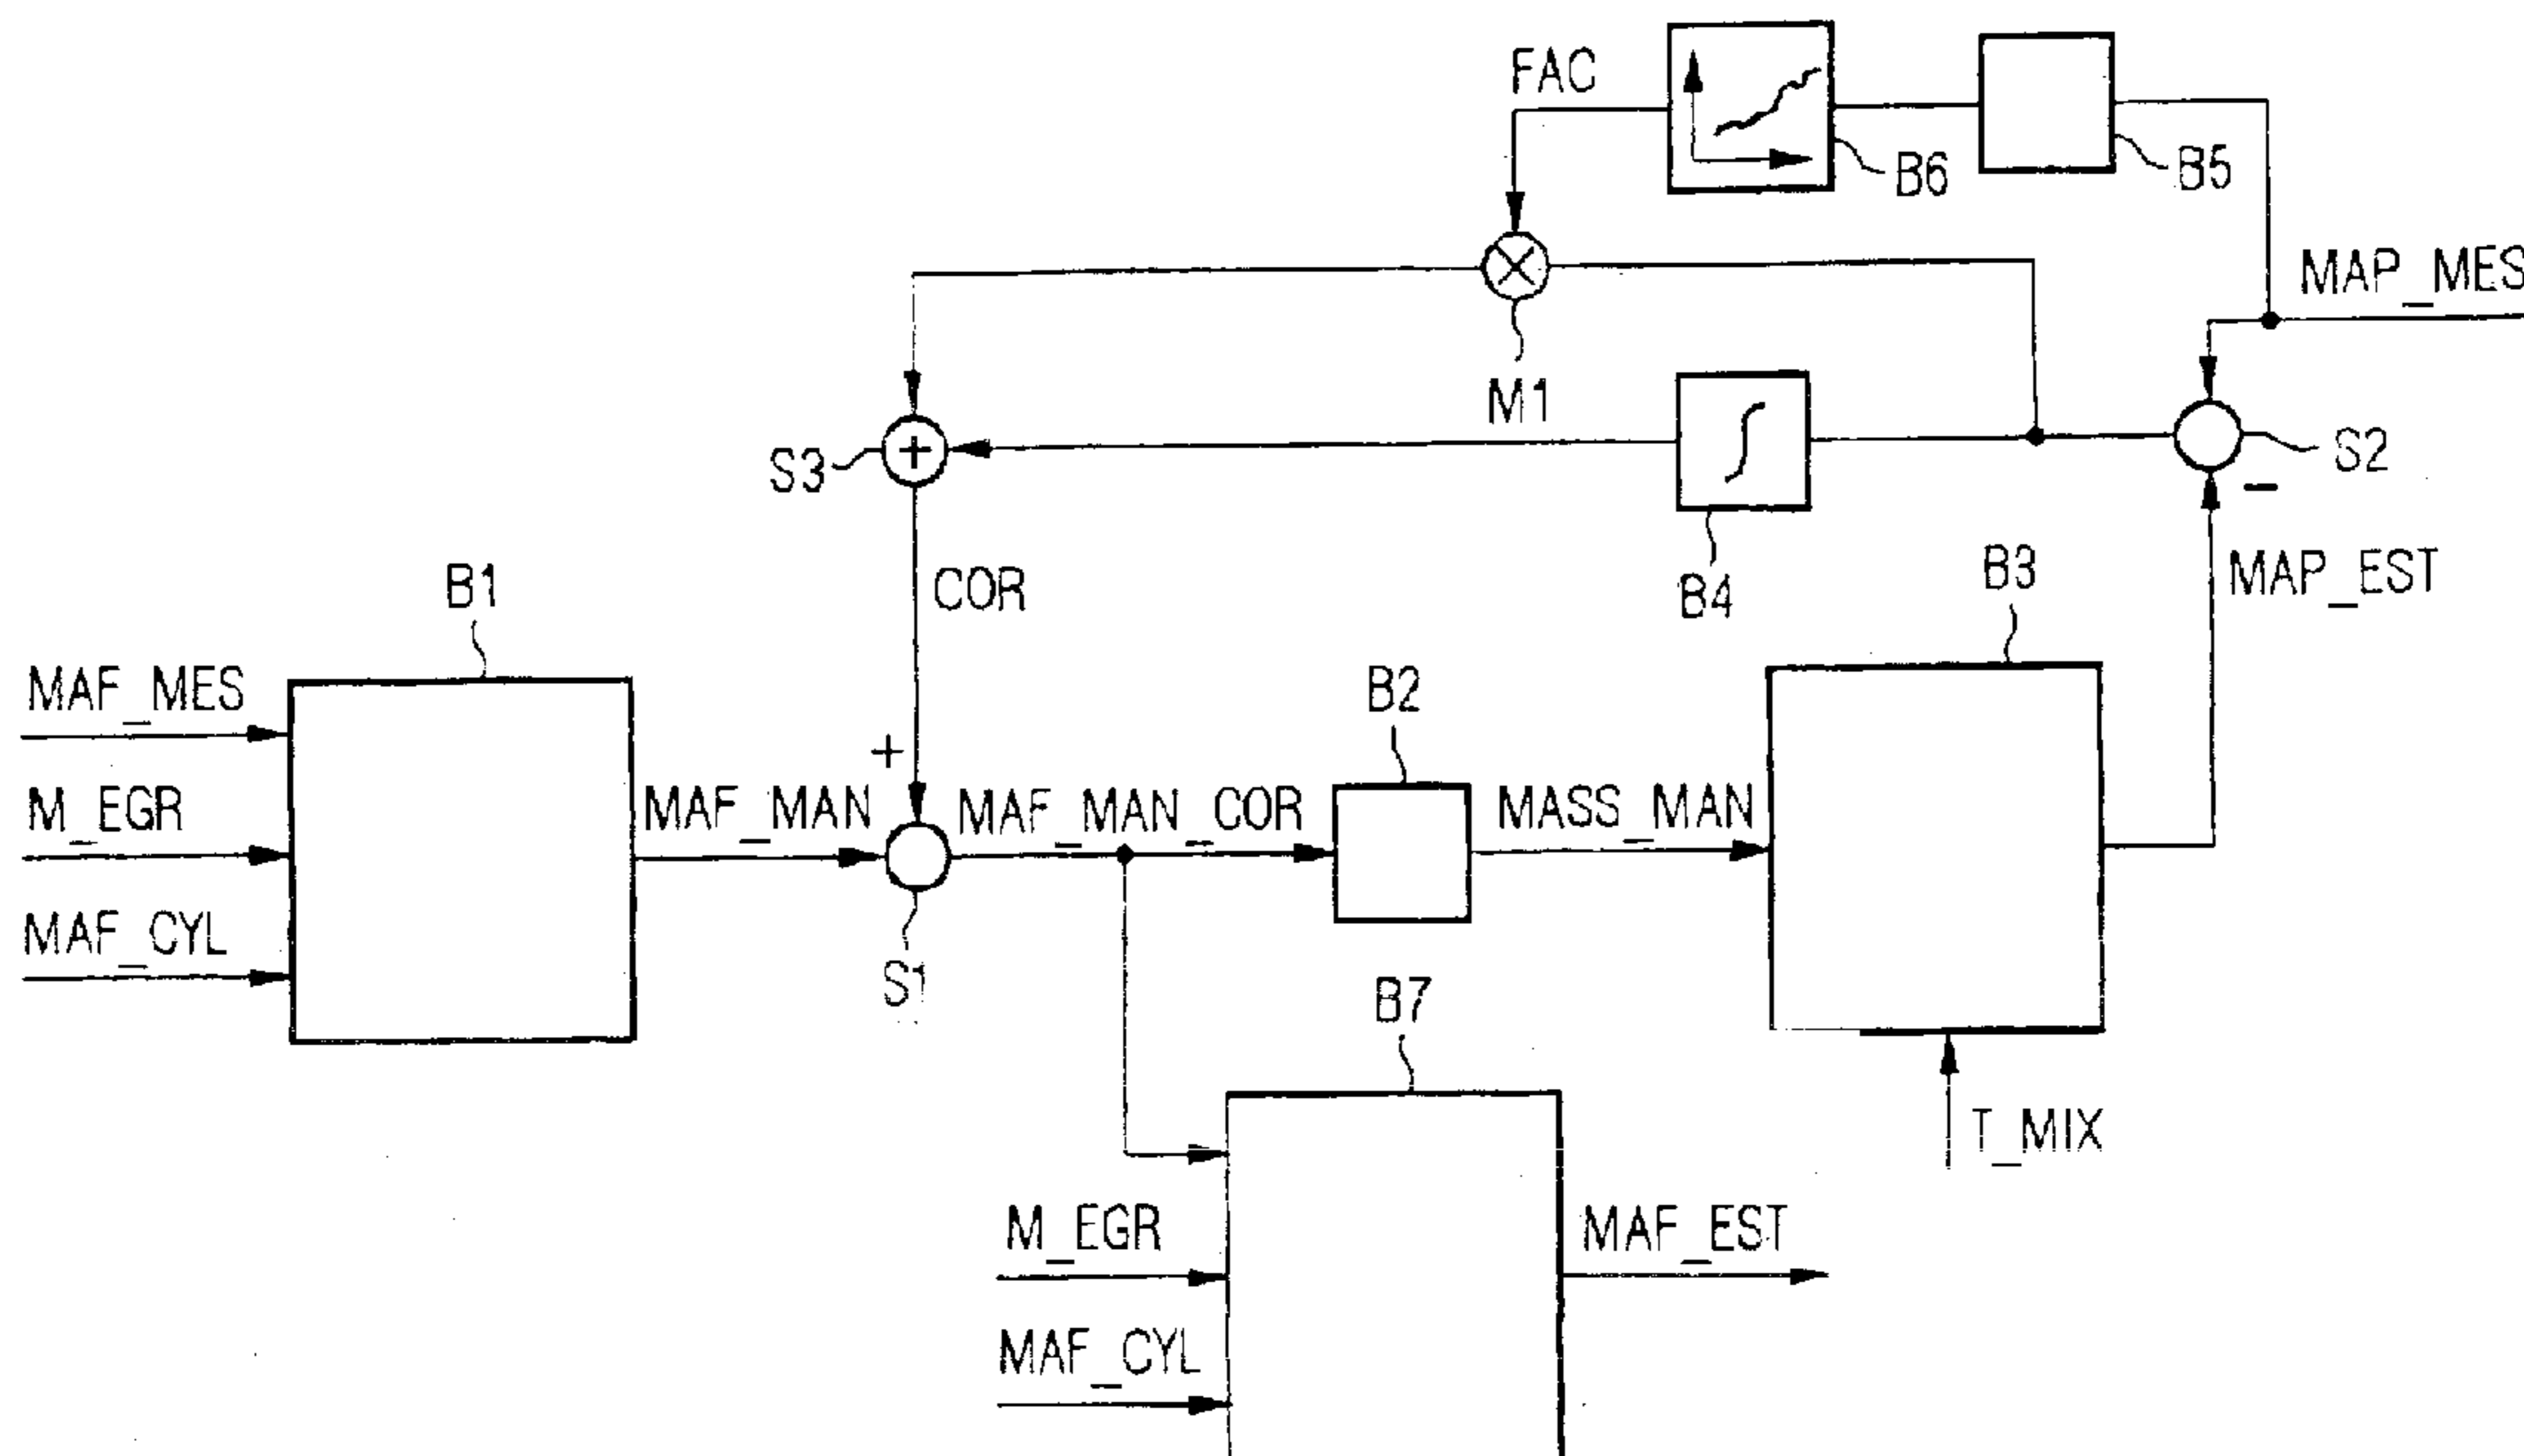 FAC
B6
B5
MAP_MES
M1
S3
+
S2
-
B4
COR
B3
MAP_EST
B1
MAF_MES
B2
+
M_EGR
MAF_MAN
MAF_MAN_COR
MASS_MAN
MAF_CYL
S1
B7
T_MIX
M_EGR
MAF_EST
MAF_CYL